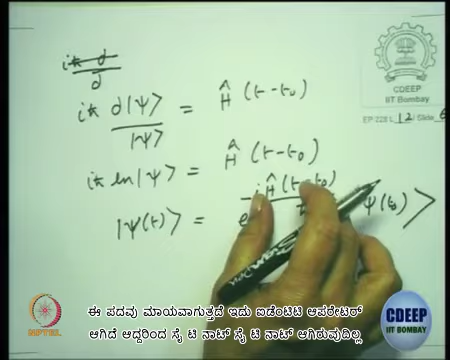 CDEEP
IIT Bombay
EP-228 L 12 / Slide
iħ d
d
iħ d|ψ⟩ = Ĥ (t-t₀)
|ψ⟩
iħ ln|ψ⟩ = Ĥ (t-t₀)
|ψ(t)⟩ = e iĤ(t-t₀) ψ(t₀)⟩
ಈ ಪದವು ಮಾಯವಾಗುತ್ತದೆ ಇದು ಐಡೆಂಟಿಟಿ ಆಪರೇಟರ್
ಆಗಿದೆ ಆದ್ದರಿಂದ ಸೈ ಟಿ ನಾಟ್ ಸೈ ಟಿ ನಾಟ್ ಆಗಿರುವುದಿಲ್ಲ
NPTEL
CDEEP
IIT BOMBAY